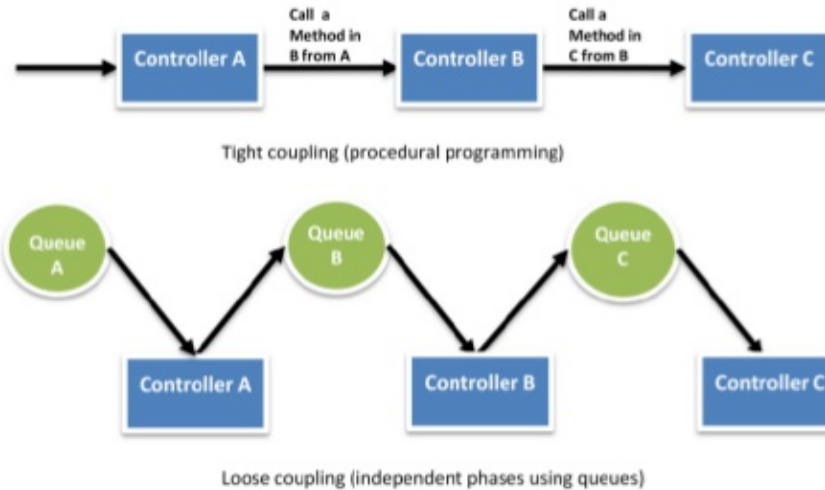 Call a
Method in
B from A
Call a
Method in
C from B
Controller A
Controller B
Controller C
Tight coupling (procedural programming)
Queue
A
Queue
B
Queue
C
Controller A
Controller B
Controller C
Loose coupling (independent phases using queues)